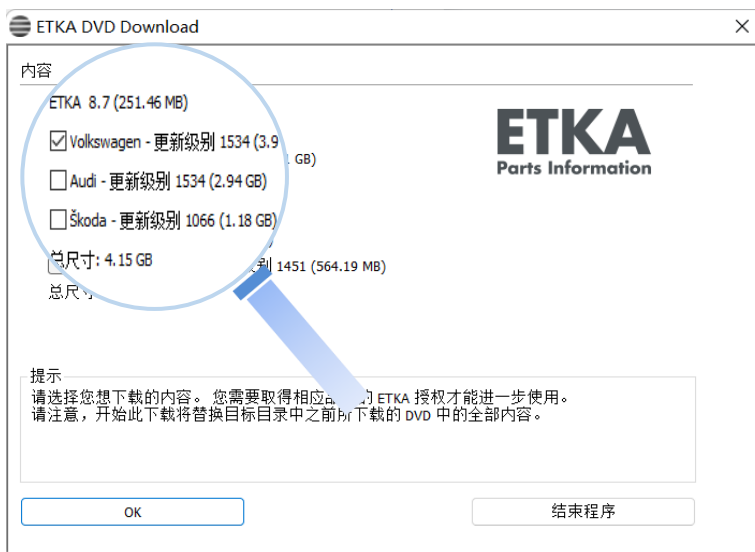 ETKA DVD Download
内容
ETKA 8.7 (251.46 MB)
Volkswagen - 更新级别 1534 (3.9
GB)
Audi - 更新级别 1534 (2.94 GB)
Škoda - 更新级别 1066 (1.18 GB)
总尺寸: 4.15 GB
别 1451 (564.19 MB)
总尺寸
ETKA
Parts Information
提示
请选择您想下载的内容。 您需要取得相应 的 ETKA 授权才能进一步使用。
请注意，开始此下载将替换目标目录中之前所下载的 DVD 中的全部内容。
OK
结束程序